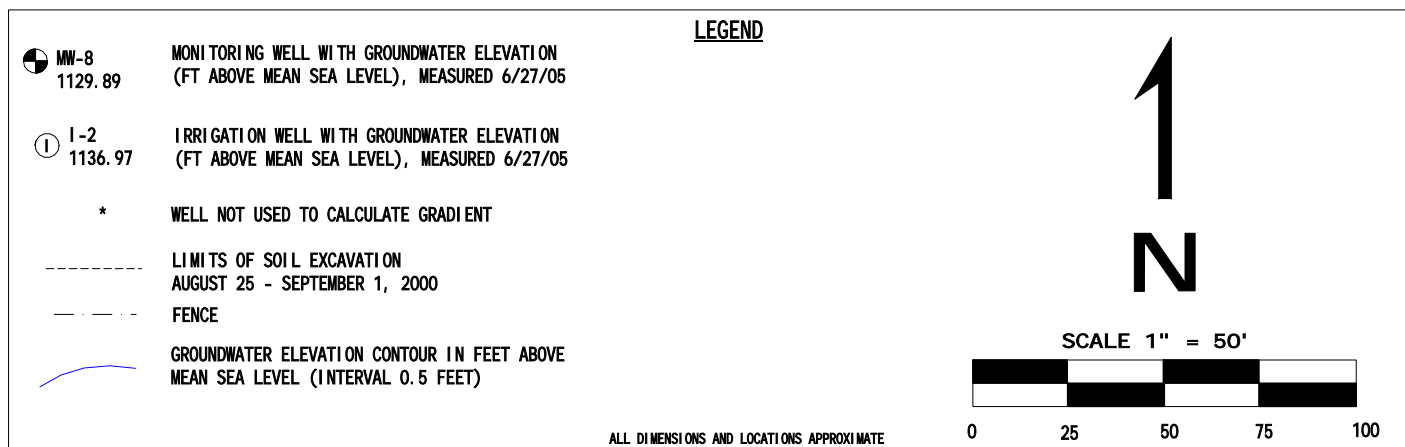 LEGEND
MW-8
1129.89
MONITORING WELL WITH GROUNDWATER ELEVATION
(FT ABOVE MEAN SEA LEVEL), MEASURED 6/27/05
I
I-2
1136.97
IRRIGATION WELL WITH GROUNDWATER ELEVATION
(FT ABOVE MEAN SEA LEVEL), MEASURED 6/27/05
* WELL NOT USED TO CALCULATE GRADIENT
LIMITS OF SOIL EXCAVATION
AUGUST 25 - SEPTEMBER 1, 2000
FENCE
GROUNDWATER ELEVATION CONTOUR IN FEET ABOVE
MEAN SEA LEVEL (INTERVAL 0.5 FEET)
N
SCALE 1" = 50'
0 25 50 75 100
ALL DIMENSIONS AND LOCATIONS APPROXIMATE